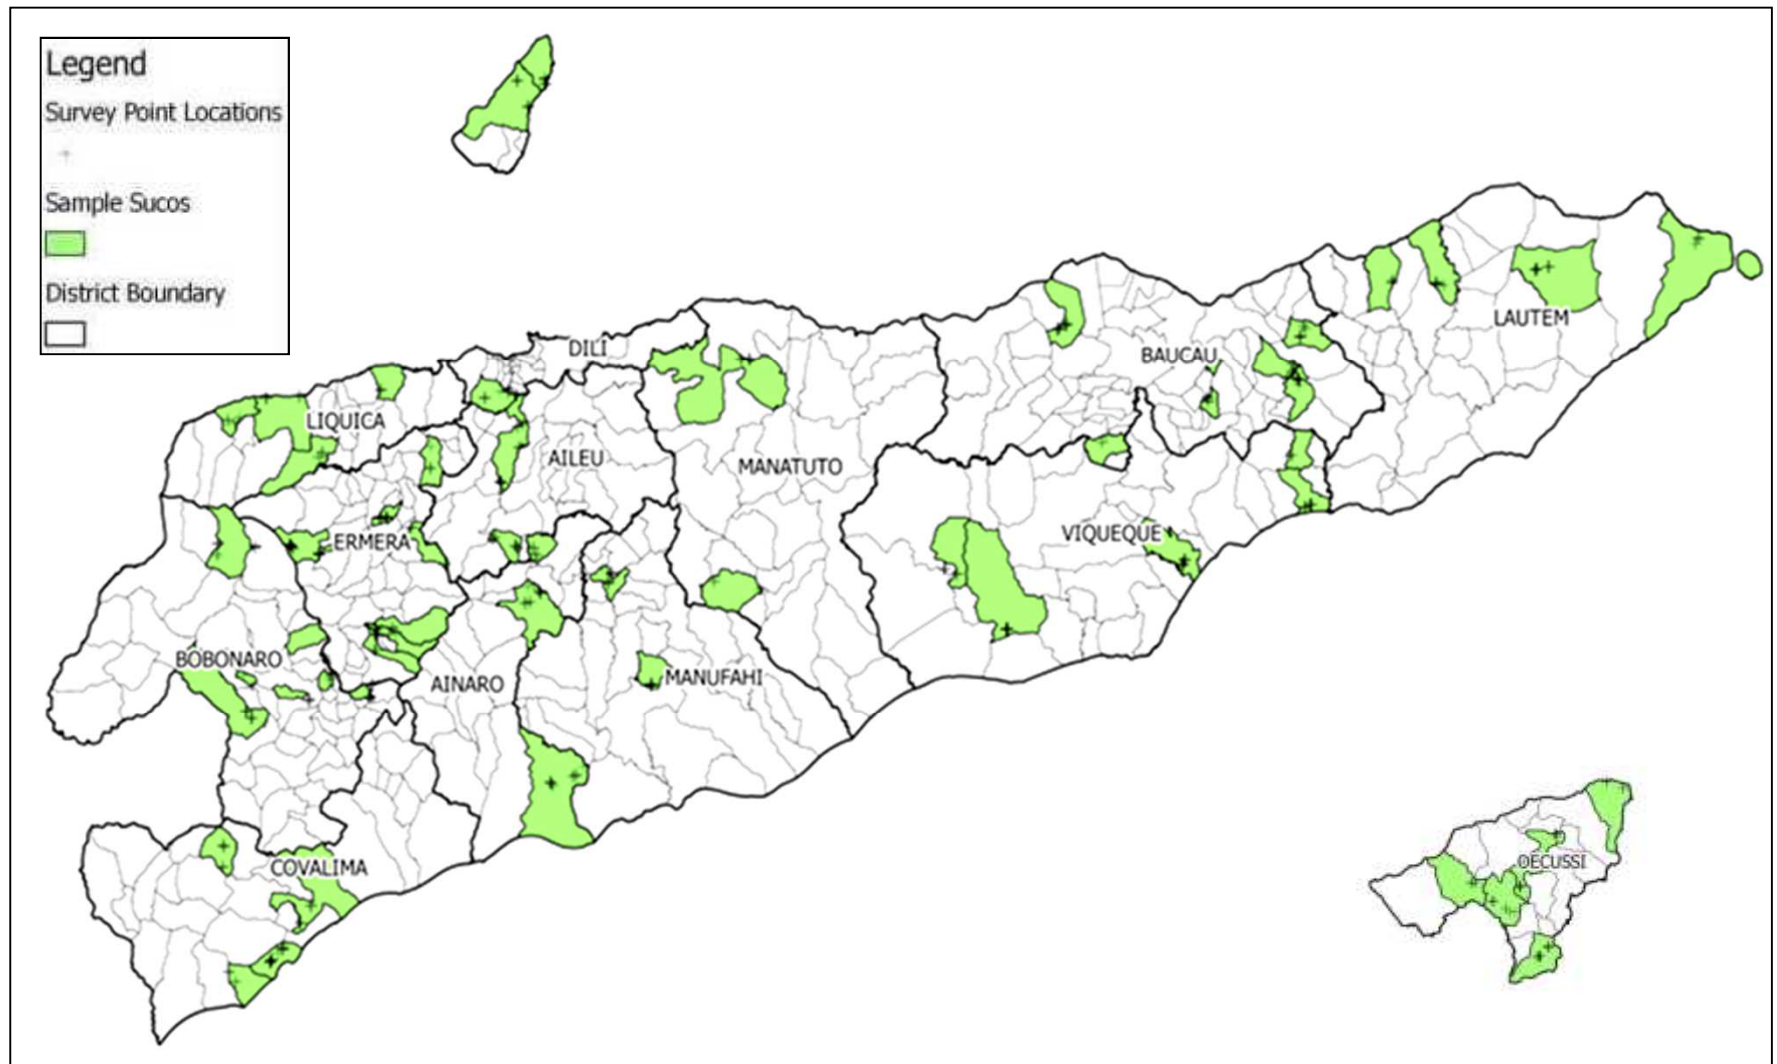 Legend
Survey Point Locations
Sample Sucos
District Boundary
DILI
LAUTEM
BAUCAU
LIQUICA
AILEU
MANATUTO
ERMERA
VIQUEQUE
BOBONARO
AINARO
MANUFAHI
COVALIMA
OECUSSI